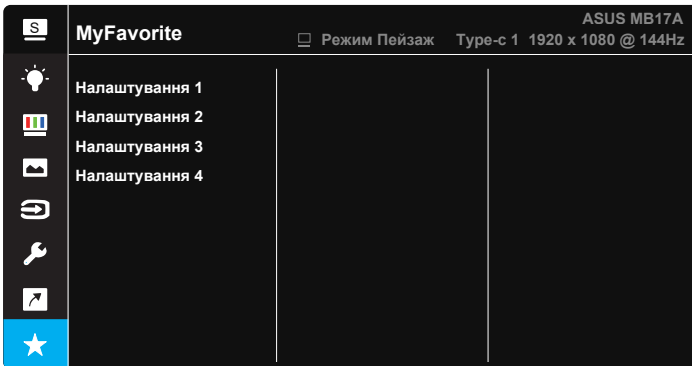 S
ASUS MB17A
MyFavorite
Режим Пейзаж Type-c 1 1920 x 1080 @ 144Hz
Налаштування 1
Налаштування 2
Налаштування 3
Налаштування 4